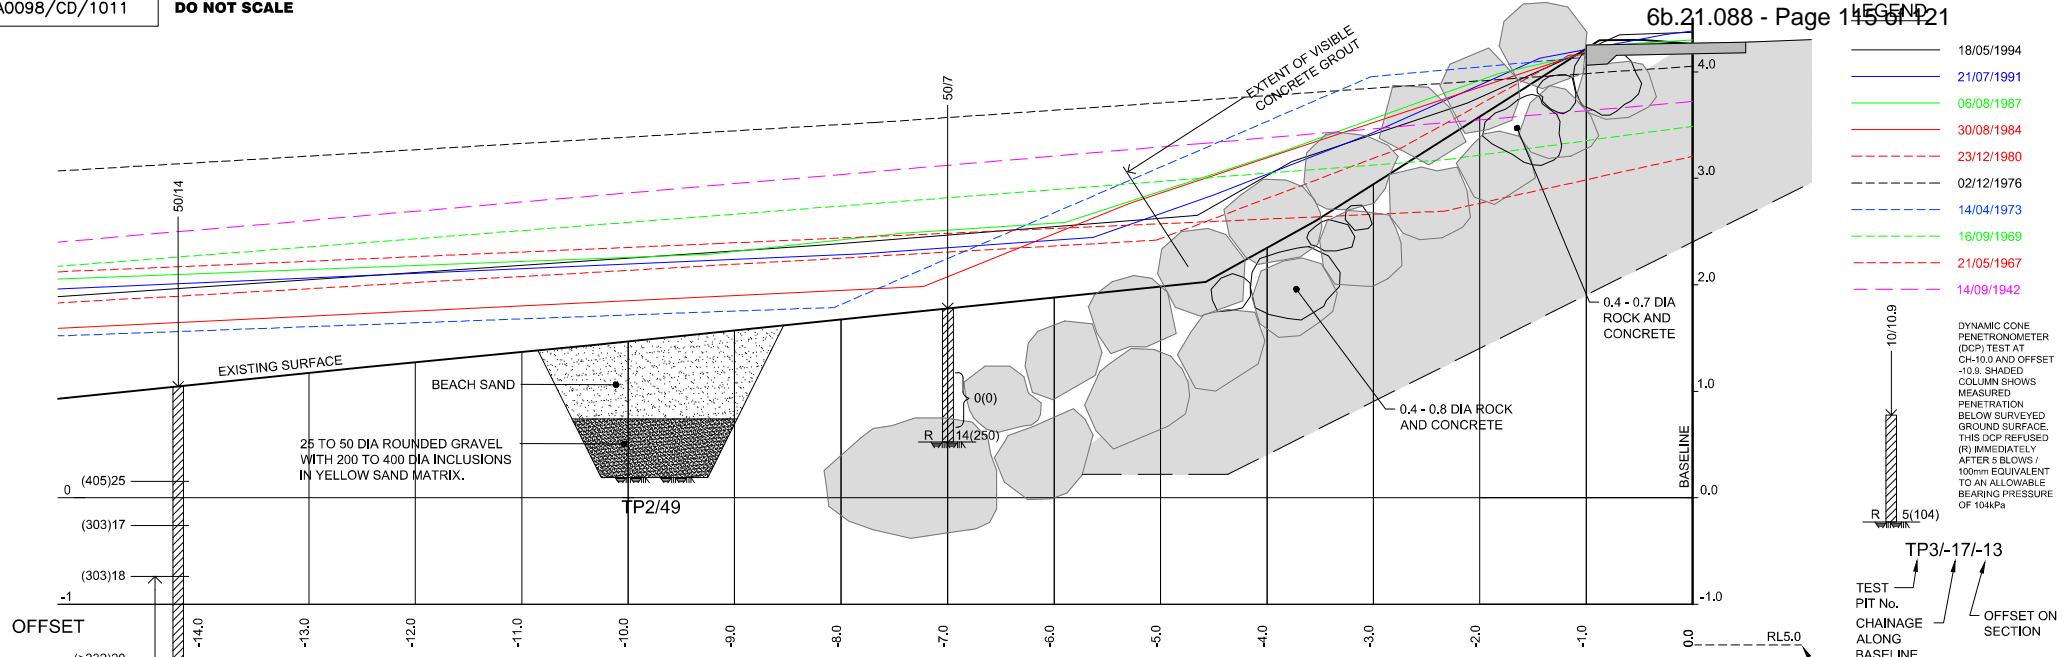 A0098/CD/1011
DO NOT SCALE
6b.21.088 - Page 115 of 121
LEGEND
18/05/1994
21/07/1991
06/08/1987
30/08/1984
23/12/1980
02/12/1976
14/04/1973
16/09/1969
21/05/1967
14/09/1942
EXTENT OF VISIBLE
CONCRETE GROUT
50/14
50/7
4.0
3.0
2.0
1.0
0.0
-1.0
BASELINE
EXISTING SURFACE
BEACH SAND
25 TO 50 DIA ROUNDED GRAVEL
WITH 200 TO 400 DIA INCLUSIONS
IN YELLOW SAND MATRIX.
TP2/49
0(0)
R 14(250)
0.4 - 0.7 DIA
ROCK AND
CONCRETE
0.4 - 0.8 DIA ROCK
AND CONCRETE
0
(405)25
(303)17
(303)18
-1
OFFSET
-14.0
-13.0
-12.0
-11.0
-10.0
-9.0
-8.0
-7.0
-6.0
-5.0
-4.0
-3.0
-2.0
-1.0
0.0
RL5.0
10/10.9
DYNAMIC CONE
PENETRONOMETER
(DCP) TEST AT
CH-10.0 AND OFFSET
-10.9. SHADED
COLUMN SHOWS
MEASURED
PENETRATION
BELOW SURVEYED
GROUND SURFACE.
THIS DCP REFUSED
(R) IMMEDIATELY
AFTER 5 BLOWS /
100mm EQUIVALENT
TO AN ALLOWABLE
BEARING PRESSURE
OF 104kPa
R 5(104)
TP3/-17/-13
TEST
PIT No.
CHAINAGE
ALONG
BASELINE
OFFSET ON
SECTION